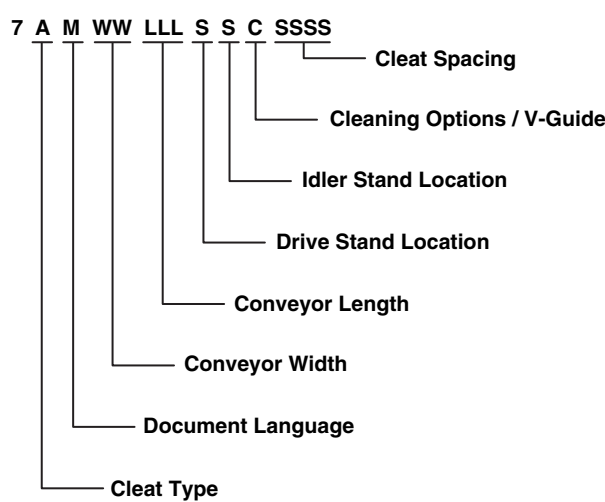 7 A M WW LLL S S C SSSS
Cleat Spacing
Cleaning Options / V-Guide
Idler Stand Location
Drive Stand Location
Conveyor Length
Conveyor Width
Document Language
Cleat Type